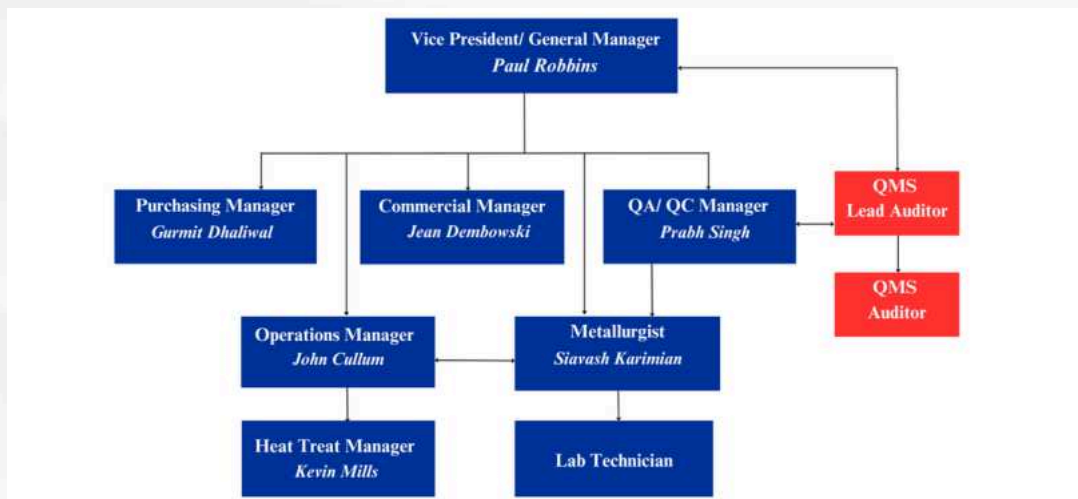 Vice President/ General Manager
Paul Robbins
Purchasing Manager
Gurmit Dhaliwal
Commercial Manager
Jean Dembowski
QA/ QC Manager
Prabh Singh
QMS
Lead Auditor
QMS
Auditor
Operations Manager
John Cullum
Metallurgist
Siavash Karimian
Heat Treat Manager
Kevin Mills
Lab Technician